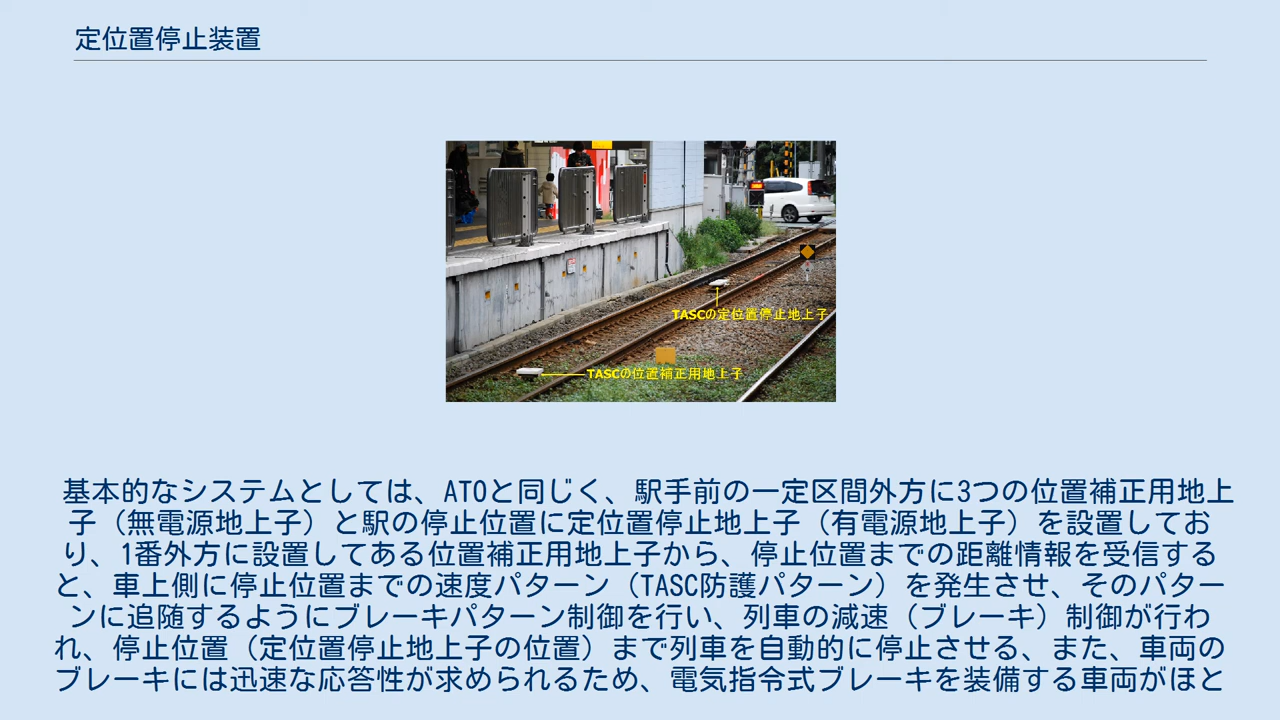 定位置停止装置
TASCの定位置停止地上子
TASCの位置補正用地上子
基本的なシステムとしては、ATOと同じく、駅手前の一定区間外方に3つの位置補正用地上
子（無電源地上子）と駅の停止位置に定位置停止地上子（有電源地上子）を設置してお
り、1番外方に設置してある位置補正用地上子から、停止位置までの距離情報を受信する
と、車上側に停止位置までの速度パターン（TASC防護パターン）を発生させ、そのパター
ンに追随するようにブレーキパターン制御を行い、列車の減速（ブレーキ）制御が行わ
れ、停止位置（定位置停止地上子の位置）まで列車を自動的に停止させる、また、車両の
ブレーキには迅速な応答性が求められるため、電気指令式ブレーキを装備する車両がほと